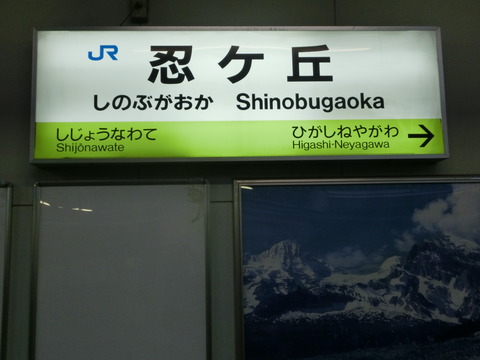 JR 忍ケ丘
しのぶがおか Shinobugaoka
しじょうなわて ひがしねやがわ
Shijōnawate Higashi-Neyagawa